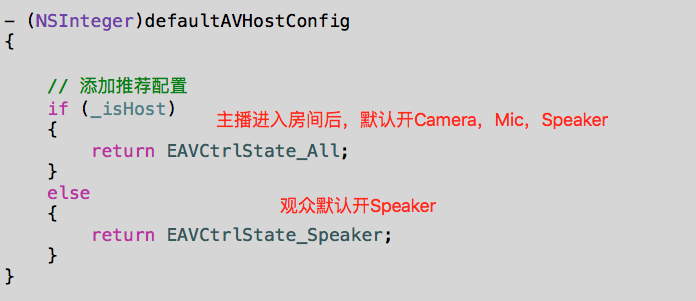 - (NSInteger)defaultAVHostConfig
{
// 添加推荐配置
if (_isHost)
主播进入房间后，默认开Camera，Mic，Speaker
{
return EAVCtrlState_All;
}
else
观众默认开Speaker
{
return EAVCtrlState_Speaker;
}
}